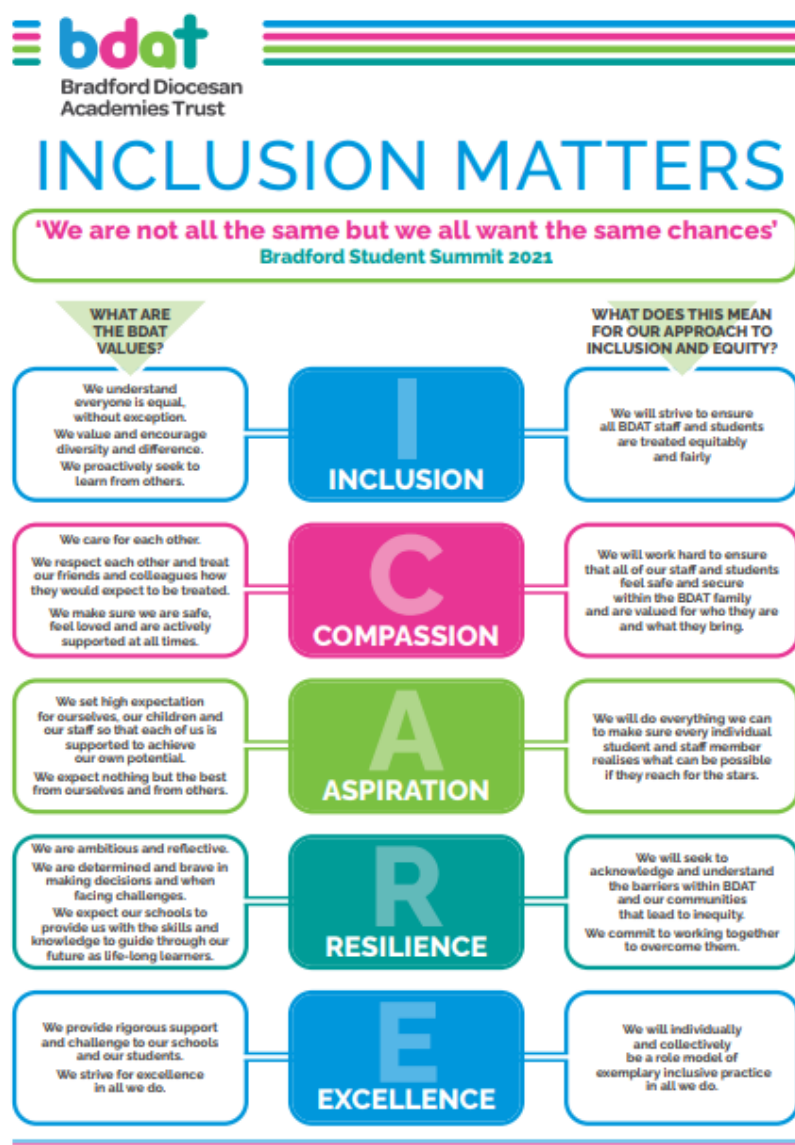 bdat
Bradford Diocesan
Academies Trust
INCLUSION MATTERS
‘We are not all the same but we all want the same chances’
Bradford Student Summit 2021
WHAT ARE
THE BDAT
VALUES?
WHAT DOES THIS MEAN
FOR OUR APPROACH TO
INCLUSION AND EQUITY?
We understand
everyone is equal,
without exception.
We value and encourage
diversity and difference.
We proactively seek to
learn from others.
I
INCLUSION
We will strive to ensure
all BDAT staff and students
are treated equitably
and fairly
We care for each other.
We respect each other and treat
our friends and colleagues how
they would expect to be treated.
We make sure we are safe,
feel loved and are actively
supported at all times.
C
COMPASSION
We will work hard to ensure
that all of our staff and students
feel safe and secure
within the BDAT family
and are valued for who they are
and what they bring.
We set high expectation
for ourselves, our children and
our staff so that each of us is
supported to achieve
our own potential.
We expect nothing but the best
from ourselves and from others.
A
ASPIRATION
We will do everything we can
to make sure every individual
student and staff member
realises what can be possible
if they reach for the stars.
We are ambitious and reflective.
We are determined and brave in
making decisions and when
facing challenges.
We expect our schools to
provide us with the skills and
knowledge to guide through our
future as life-long learners.
R
RESILIENCE
We will seek to
acknowledge and understand
the barriers within BDAT
and our communities
that lead to inequity.
We commit to working together
to overcome them.
We provide rigorous support
and challenge to our schools
and our students.
We strive for excellence
in all we do.
E
EXCELLENCE
We will individually
and collectively
be a role model of
exemplary inclusive practice
in all we do.